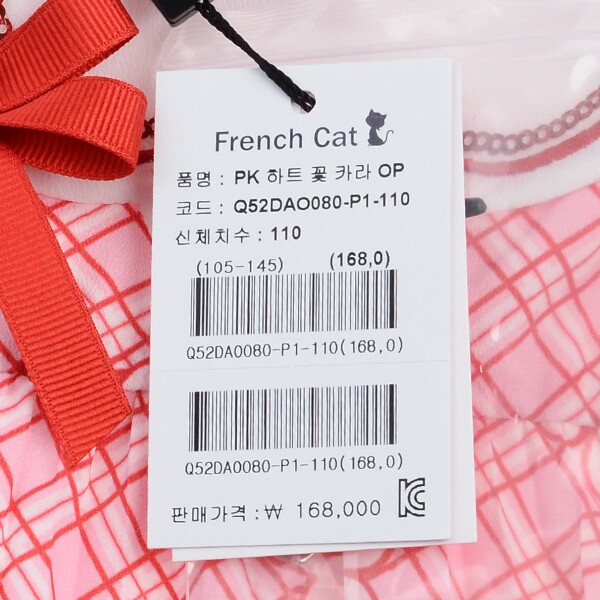 French Cat
품명 : PK 하트 꽃 카라 OP
코드 : Q52DAO080-P1-110
신체치수 : 110
(105-145) (168,0)
Q52DAO080-P1-110(168,0)
Q52DAO080-P1-110(168,0)
판매가격 : ₩ 168,000